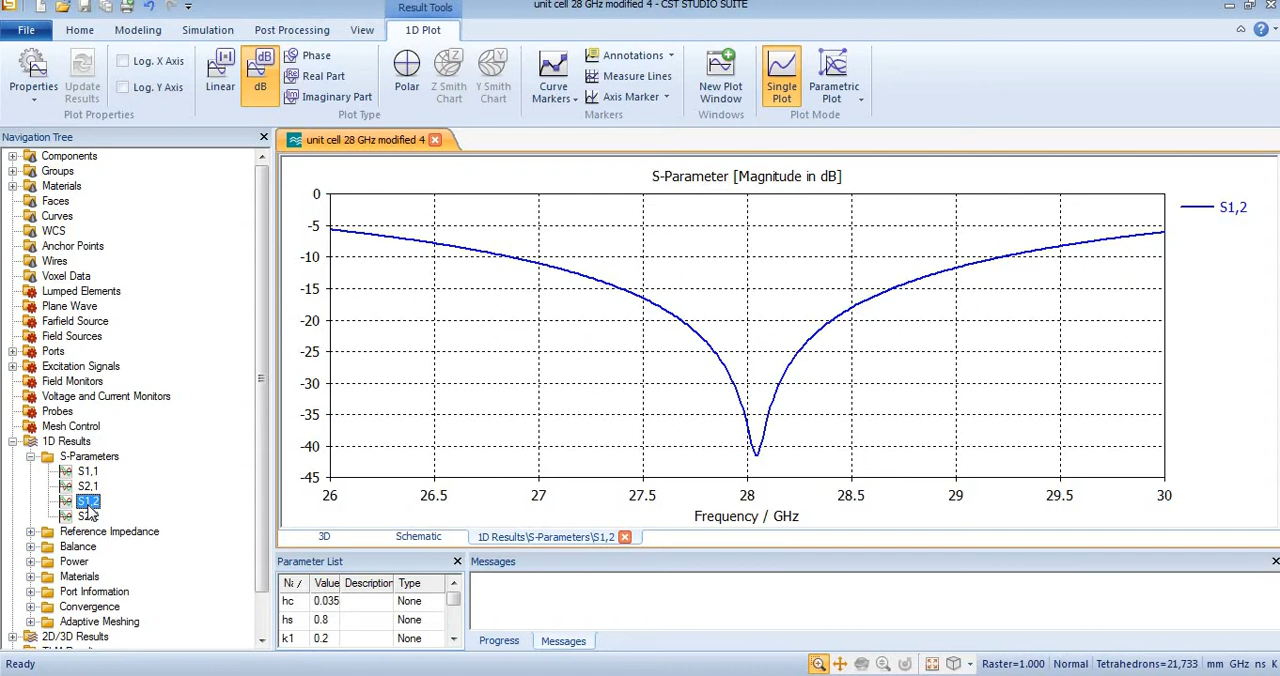 Result Tools
unit cell 28 GHz modified 4 - CST STUDIO SUITE
File Home Modeling Simulation Post Processing View 1D Plot
Properties
Update Results
Log. X Axis
Log. Y Axis
Plot Properties
Linear
dB
Phase
Real Part
Imaginary Part
Polar
Z Smith Chart
Y Smith Chart
Plot Type
Curve Markers
Annotations
Measure Lines
Axis Marker
Markers
New Plot Window
Windows
Single Plot
Parametric Plot
Plot Mode
Navigation Tree
Components
Groups
Materials
Faces
Curves
WCS
Anchor Points
Wires
Voxel Data
Lumped Elements
Plane Wave
Farfield Source
Field Sources
Ports
Excitation Signals
Field Monitors
Voltage and Current Monitors
Probes
Mesh Control
1D Results
S-Parameters
S1,1
S2,1
S1,2
Reference Impedance
Balance
Power
Materials
Port Information
Convergence
Adaptive Meshing
2D/3D Results
unit cell 28 GHz modified 4
S-Parameter [Magnitude in dB]
S1,2
0
-5
-10
-15
-20
-25
-30
-35
-40
-45
26 26.5 27 27.5 28 28.5 29 29.5 30
Frequency / GHz
3D Schematic 1D Results\S-Parameters\S1,2
Parameter List
Value Description Type
hc 0.035 None
hs 0.8 None
k1 0.2 None
Messages
Progress Messages
Ready
Raster=1.000 Normal Tetrahedrons=21,733 mm GHz ns K